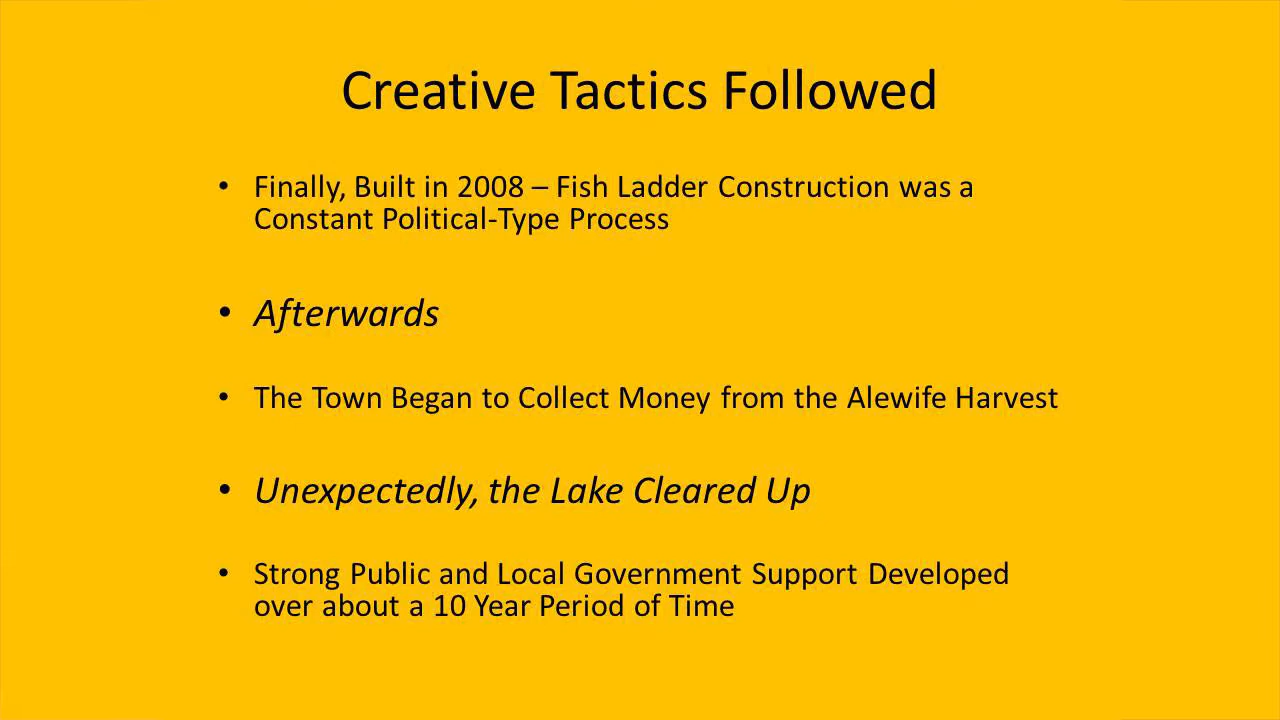 Creative Tactics Followed
• Finally, Built in 2008 – Fish Ladder Construction was a
Constant Political-Type Process
• Afterwards
• The Town Began to Collect Money from the Alewife Harvest
• Unexpectedly, the Lake Cleared Up
• Strong Public and Local Government Support Developed
over about a 10 Year Period of Time